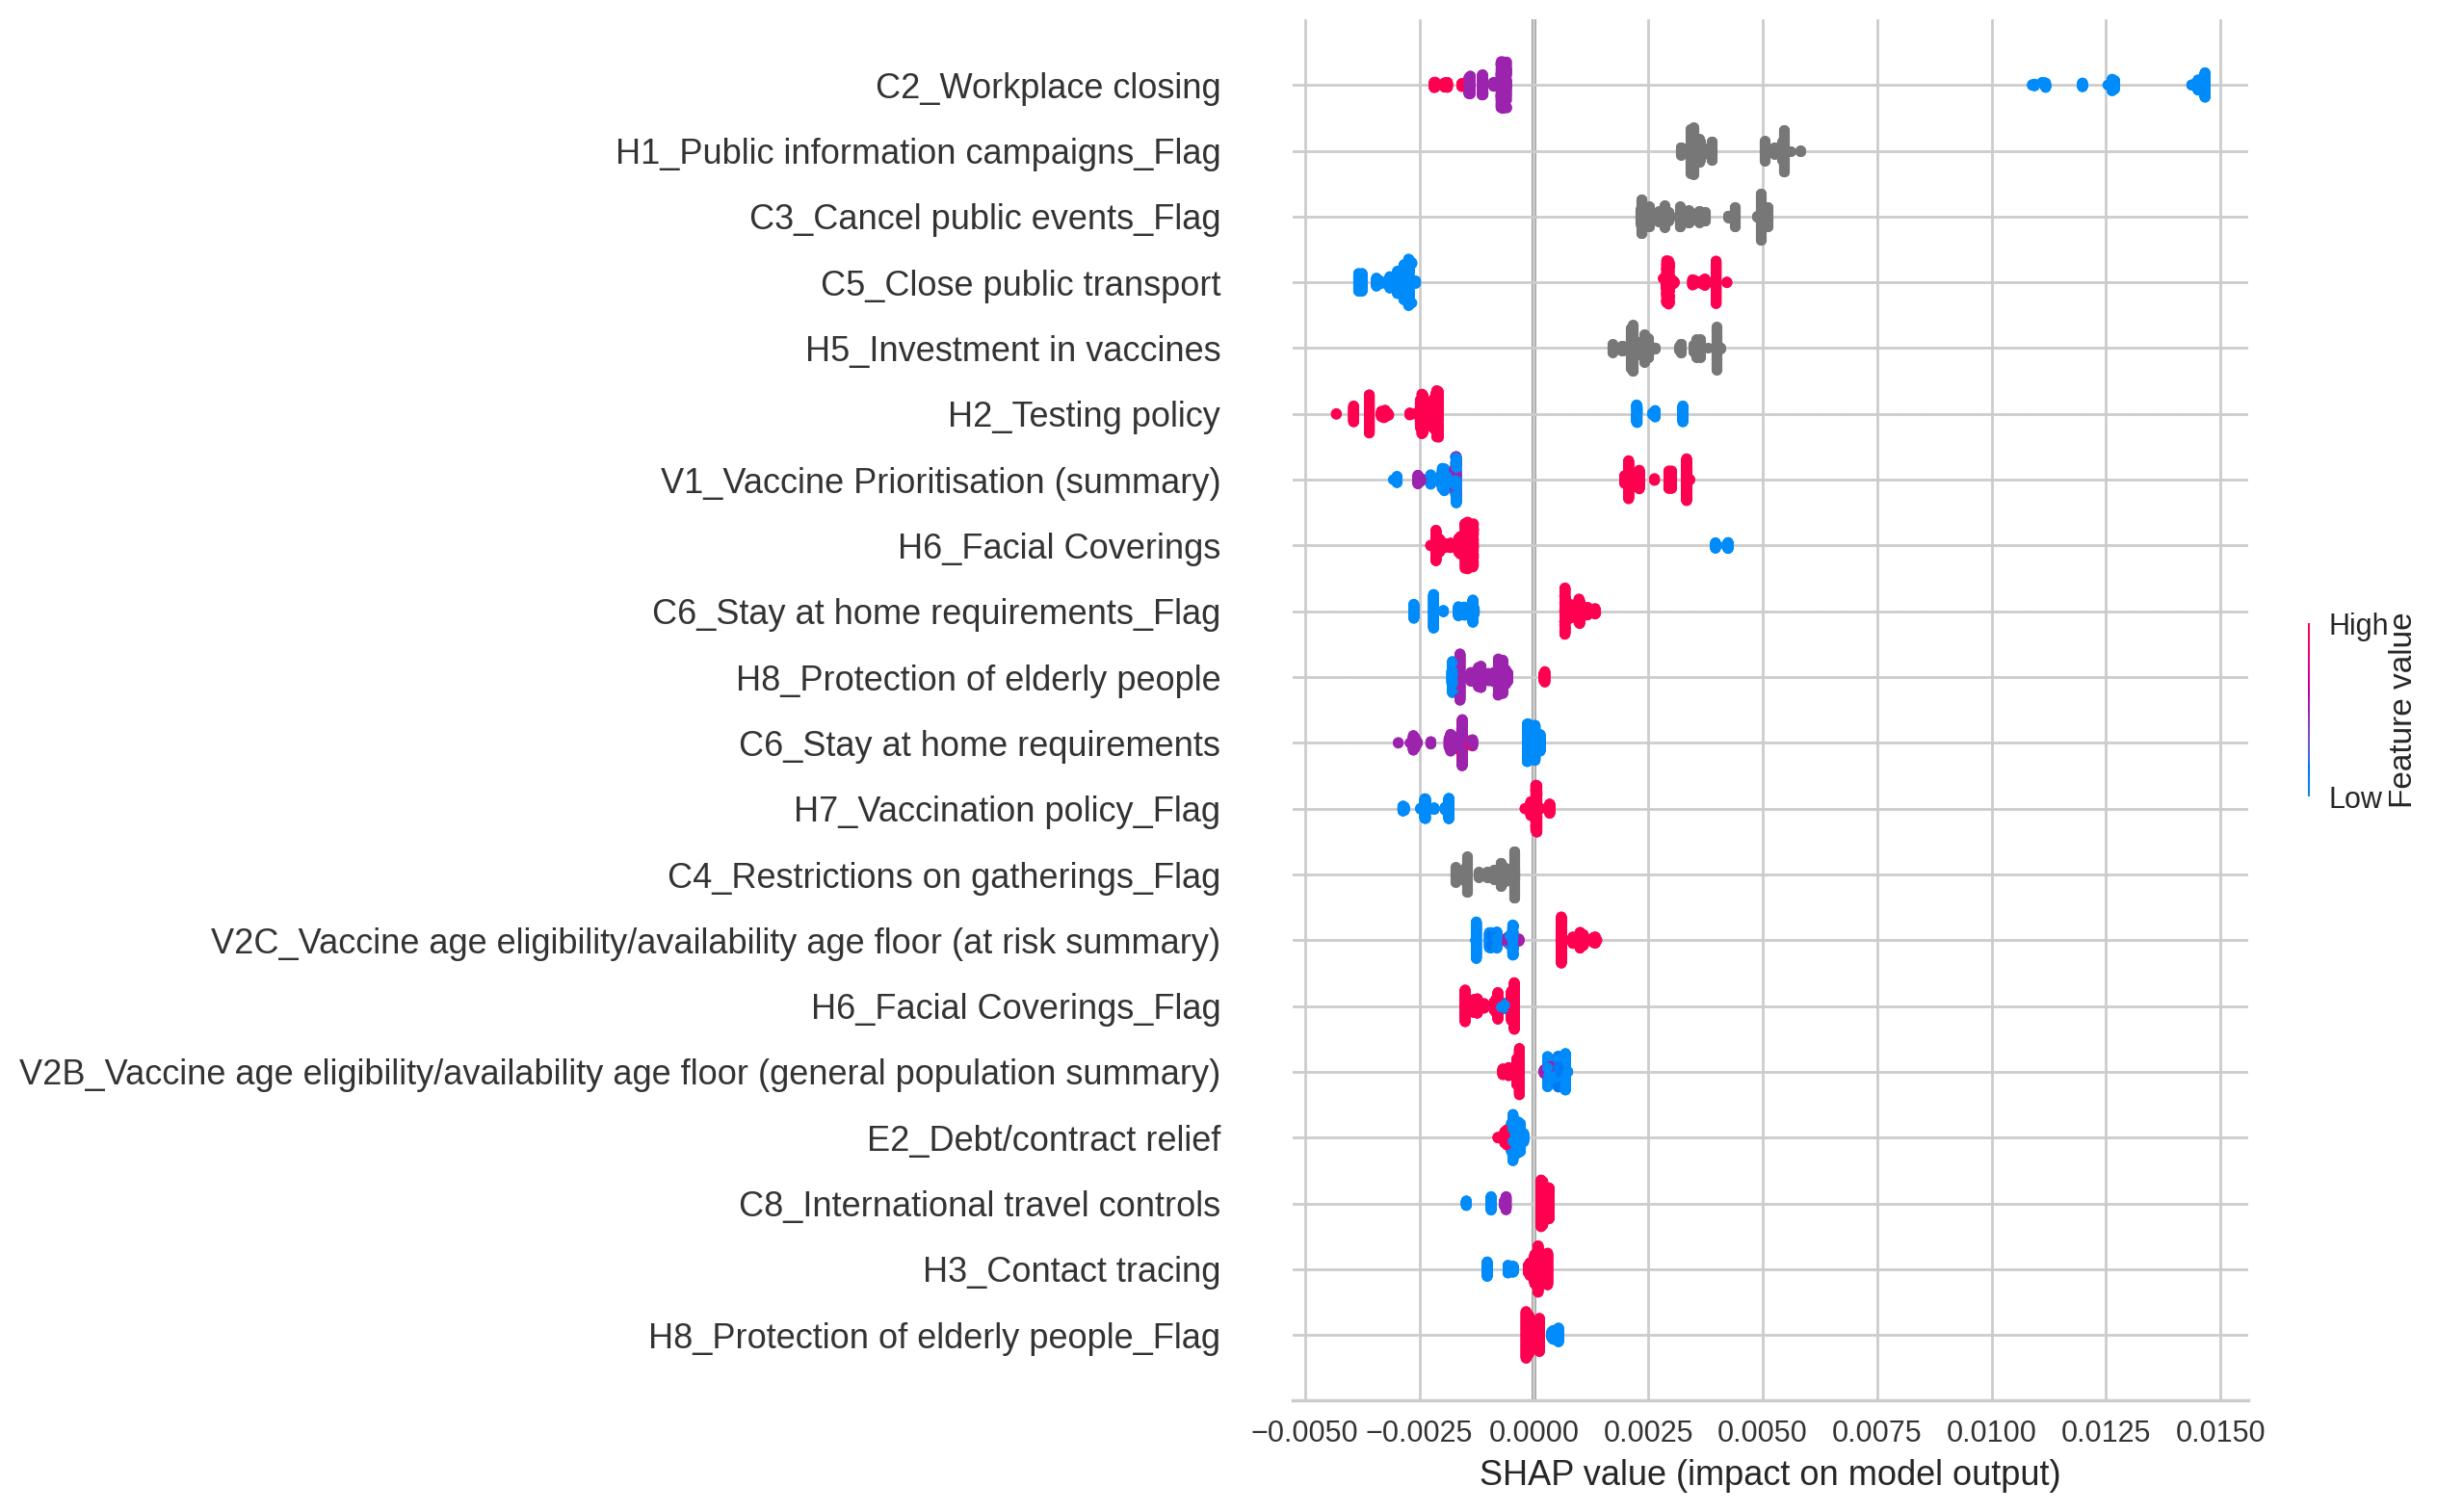 C2_Workplace closing
H1_Public information campaigns_Flag
C3_Cancel public events_Flag
C5_Close public transport
H5_Investment in vaccines
H2_Testing policy
V1_Vaccine Prioritisation (summary)
H6_Facial Coverings
C6_Stay at home requirements_Flag
H8_Protection of elderly people
C6_Stay at home requirements
H7_Vaccination policy_Flag
C4_Restrictions on gatherings_Flag
V2C_Vaccine age eligibility/availability age floor (at risk summary)
H6_Facial Coverings_Flag
V2B_Vaccine age eligibility/availability age floor (general population summary)
E2_Debt/contract relief
C8_International travel controls
H3_Contact tracing
H8_Protection of elderly people_Flag
−0.0050 −0.0025 0.0000 0.0025 0.0050 0.0075 0.0100 0.0125 0.0150
SHAP value (impact on model output)
High
Low
Feature value